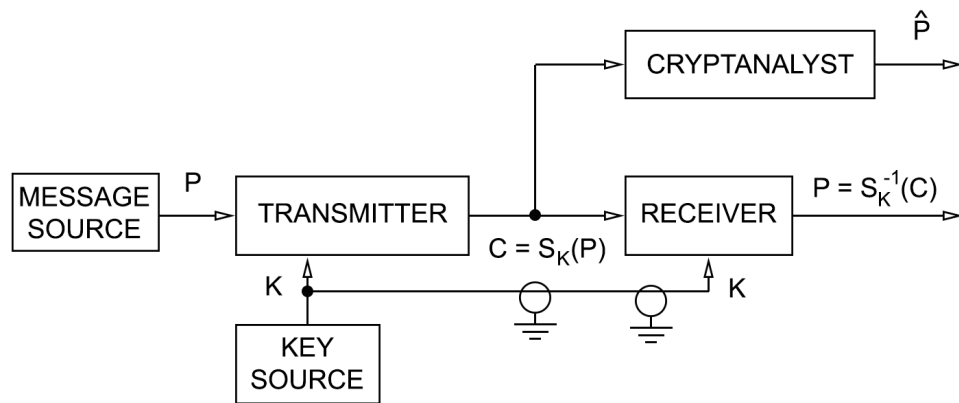 P̂
CRYPTANALYST
MESSAGE
SOURCE
P
TRANSMITTER
C = S_K(P)
RECEIVER
P = S_K^-1(C)
K
K
KEY
SOURCE